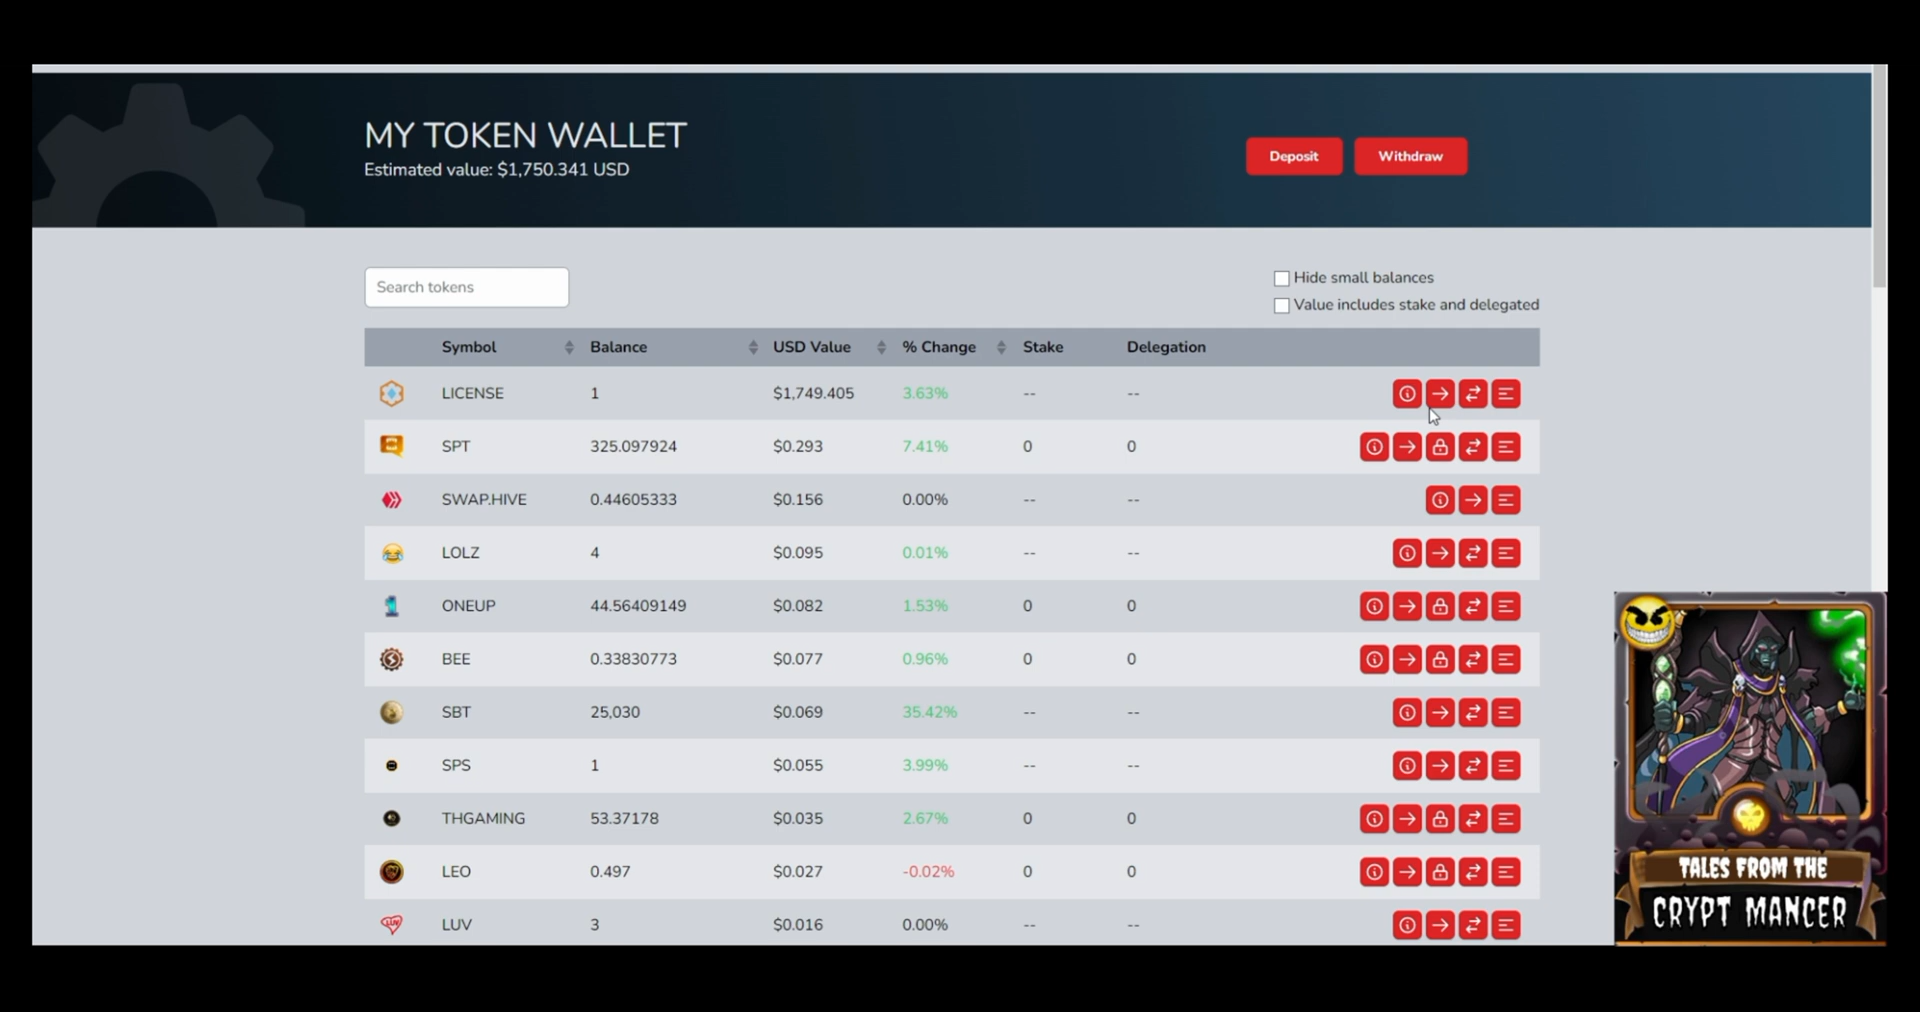 MY TOKEN WALLET
Estimated value: $1,750.341 USD
Deposit Withdraw
Search tokens
Hide small balances
Value includes stake and delegated
Symbol Balance USD Value % Change Stake Delegation
LICENSE 1 $1,749.405 3.63% -- --
SPT 325.097924 $0.293 7.41% 0 0
SWAP.HIVE 0.44605333 $0.156 0.00% -- --
LOLZ 4 $0.095 0.01% -- --
ONEUP 44.56409149 $0.082 1.53% 0 0
BEE 0.33830773 $0.077 0.96% 0 0
SBT 25,030 $0.069 35.42% -- --
SPS 1 $0.055 3.99% -- --
THGAMING 53.37178 $0.035 2.67% 0 0
LEO 0.497 $0.027 -0.02% 0 0
LUV 3 $0.016 0.00% -- --
TALES FROM THE
CRYPT MANCER